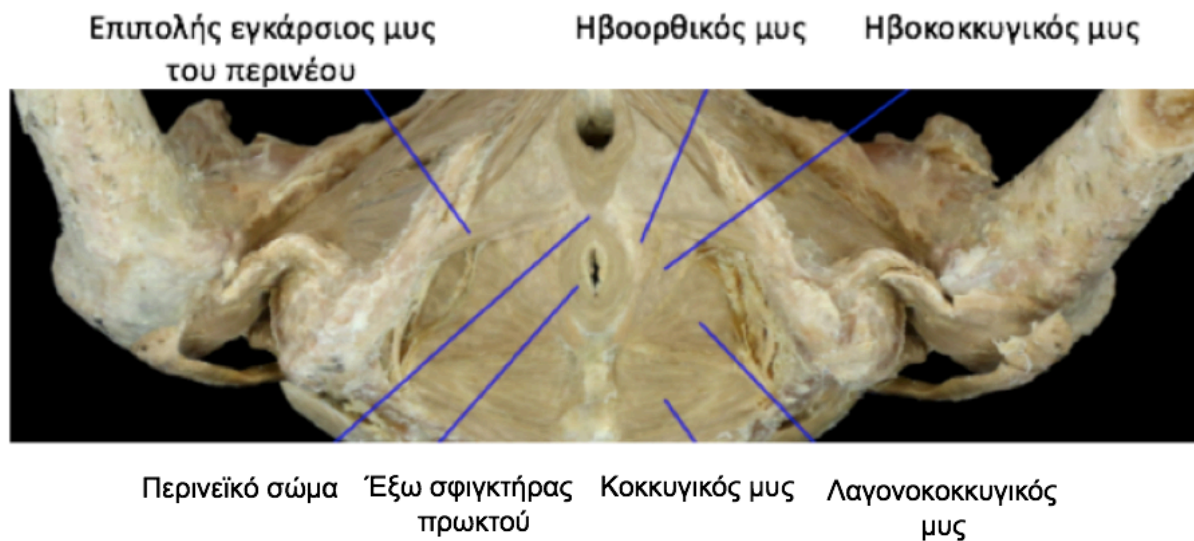 Επιπολής εγκάρσιος μυς
του περινέου
Ηβοορθικός μυς
Ηβοκοκκυγικός μυς
Περινεϊκό σώμα
Έξω σφιγκτήρας
πρωκτού
Κοκκυγικός μυς
Λαγονοκοκκυγικός
μυς